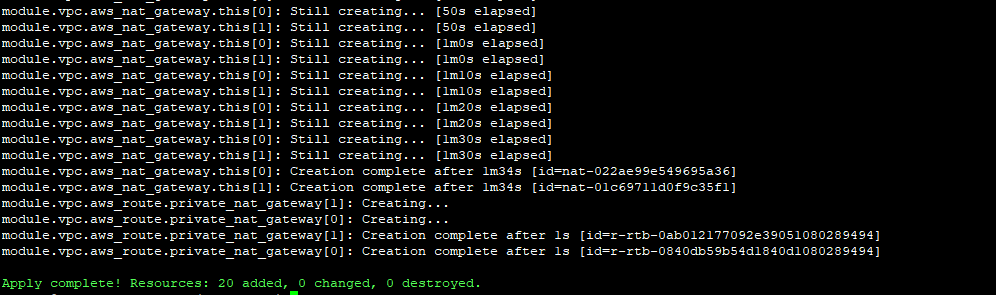 module.vpc.aws_nat_gateway.this[0]: Still creating... [50s elapsed]
module.vpc.aws_nat_gateway.this[1]: Still creating... [50s elapsed]
module.vpc.aws_nat_gateway.this[0]: Still creating... [1m0s elapsed]
module.vpc.aws_nat_gateway.this[1]: Still creating... [1m0s elapsed]
module.vpc.aws_nat_gateway.this[0]: Still creating... [1m10s elapsed]
module.vpc.aws_nat_gateway.this[1]: Still creating... [1m10s elapsed]
module.vpc.aws_nat_gateway.this[0]: Still creating... [1m20s elapsed]
module.vpc.aws_nat_gateway.this[1]: Still creating... [1m20s elapsed]
module.vpc.aws_nat_gateway.this[0]: Still creating... [1m30s elapsed]
module.vpc.aws_nat_gateway.this[1]: Still creating... [1m30s elapsed]
module.vpc.aws_nat_gateway.this[0]: Creation complete after 1m34s [id=nat-022ae99e549695a36]
module.vpc.aws_nat_gateway.this[1]: Creation complete after 1m34s [id=nat-01c69711d0f9c35f1]
module.vpc.aws_route.private_nat_gateway[1]: Creating...
module.vpc.aws_route.private_nat_gateway[0]: Creating...
module.vpc.aws_route.private_nat_gateway[1]: Creation complete after 1s [id=r-rtb-0ab012177092e39051080289494]
module.vpc.aws_route.private_nat_gateway[0]: Creation complete after 1s [id=r-rtb-0840db59b54d1840d1080289494]
Apply complete! Resources: 20 added, 0 changed, 0 destroyed.